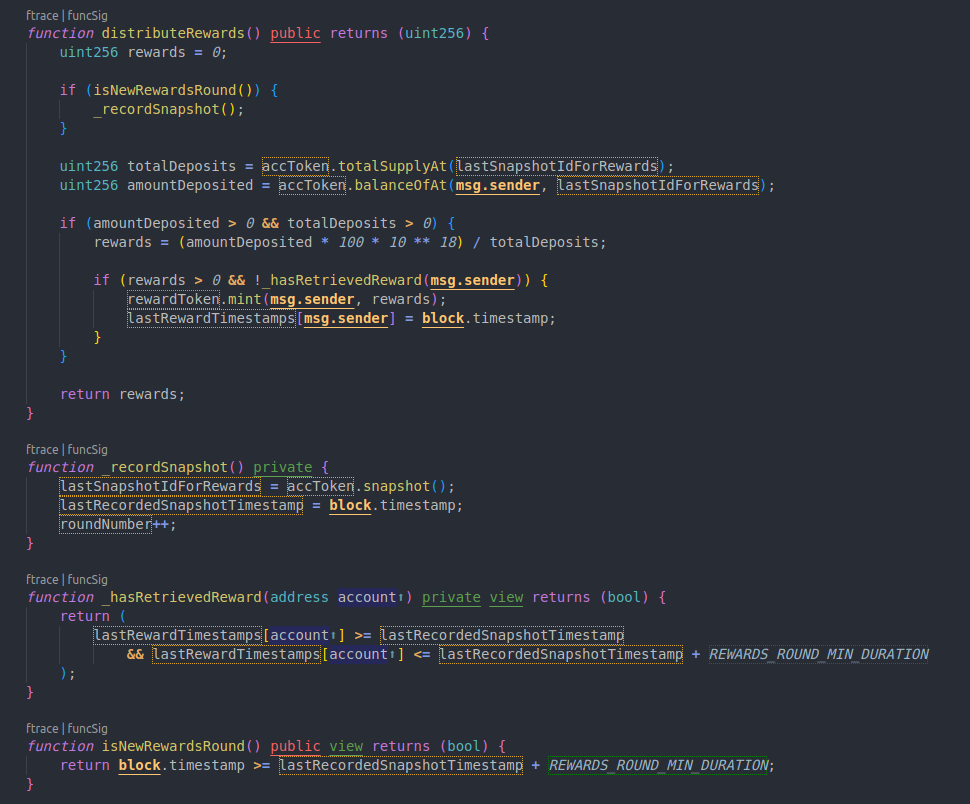 ftrace | funcSig
function distributeRewards() public returns (uint256) {
uint256 rewards = 0;
if (isNewRewardsRound()) {
_recordSnapshot();
}
uint256 totalDeposits = accToken.totalSupplyAt(lastSnapshotIdForRewards);
uint256 amountDeposited = accToken.balanceOfAt(msg.sender, lastSnapshotIdForRewards);
if (amountDeposited > 0 && totalDeposits > 0) {
rewards = (amountDeposited * 100 * 10 ** 18) / totalDeposits;
if (rewards > 0 && !_hasRetrievedReward(msg.sender)) {
rewardToken.mint(msg.sender, rewards);
lastRewardTimestamps[msg.sender] = block.timestamp;
}
}
return rewards;
}
ftrace | funcSig
function _recordSnapshot() private {
lastSnapshotIdForRewards = accToken.snapshot();
lastRecordedSnapshotTimestamp = block.timestamp;
roundNumber++;
}
ftrace | funcSig
function _hasRetrievedReward(address account↑) private view returns (bool) {
return (
lastRewardTimestamps[account↑] >= lastRecordedSnapshotTimestamp
&& lastRewardTimestamps[account↑] <= lastRecordedSnapshotTimestamp + REWARDS_ROUND_MIN_DURATION
);
}
ftrace | funcSig
function isNewRewardsRound() public view returns (bool) {
return block.timestamp >= lastRecordedSnapshotTimestamp + REWARDS_ROUND_MIN_DURATION;
}